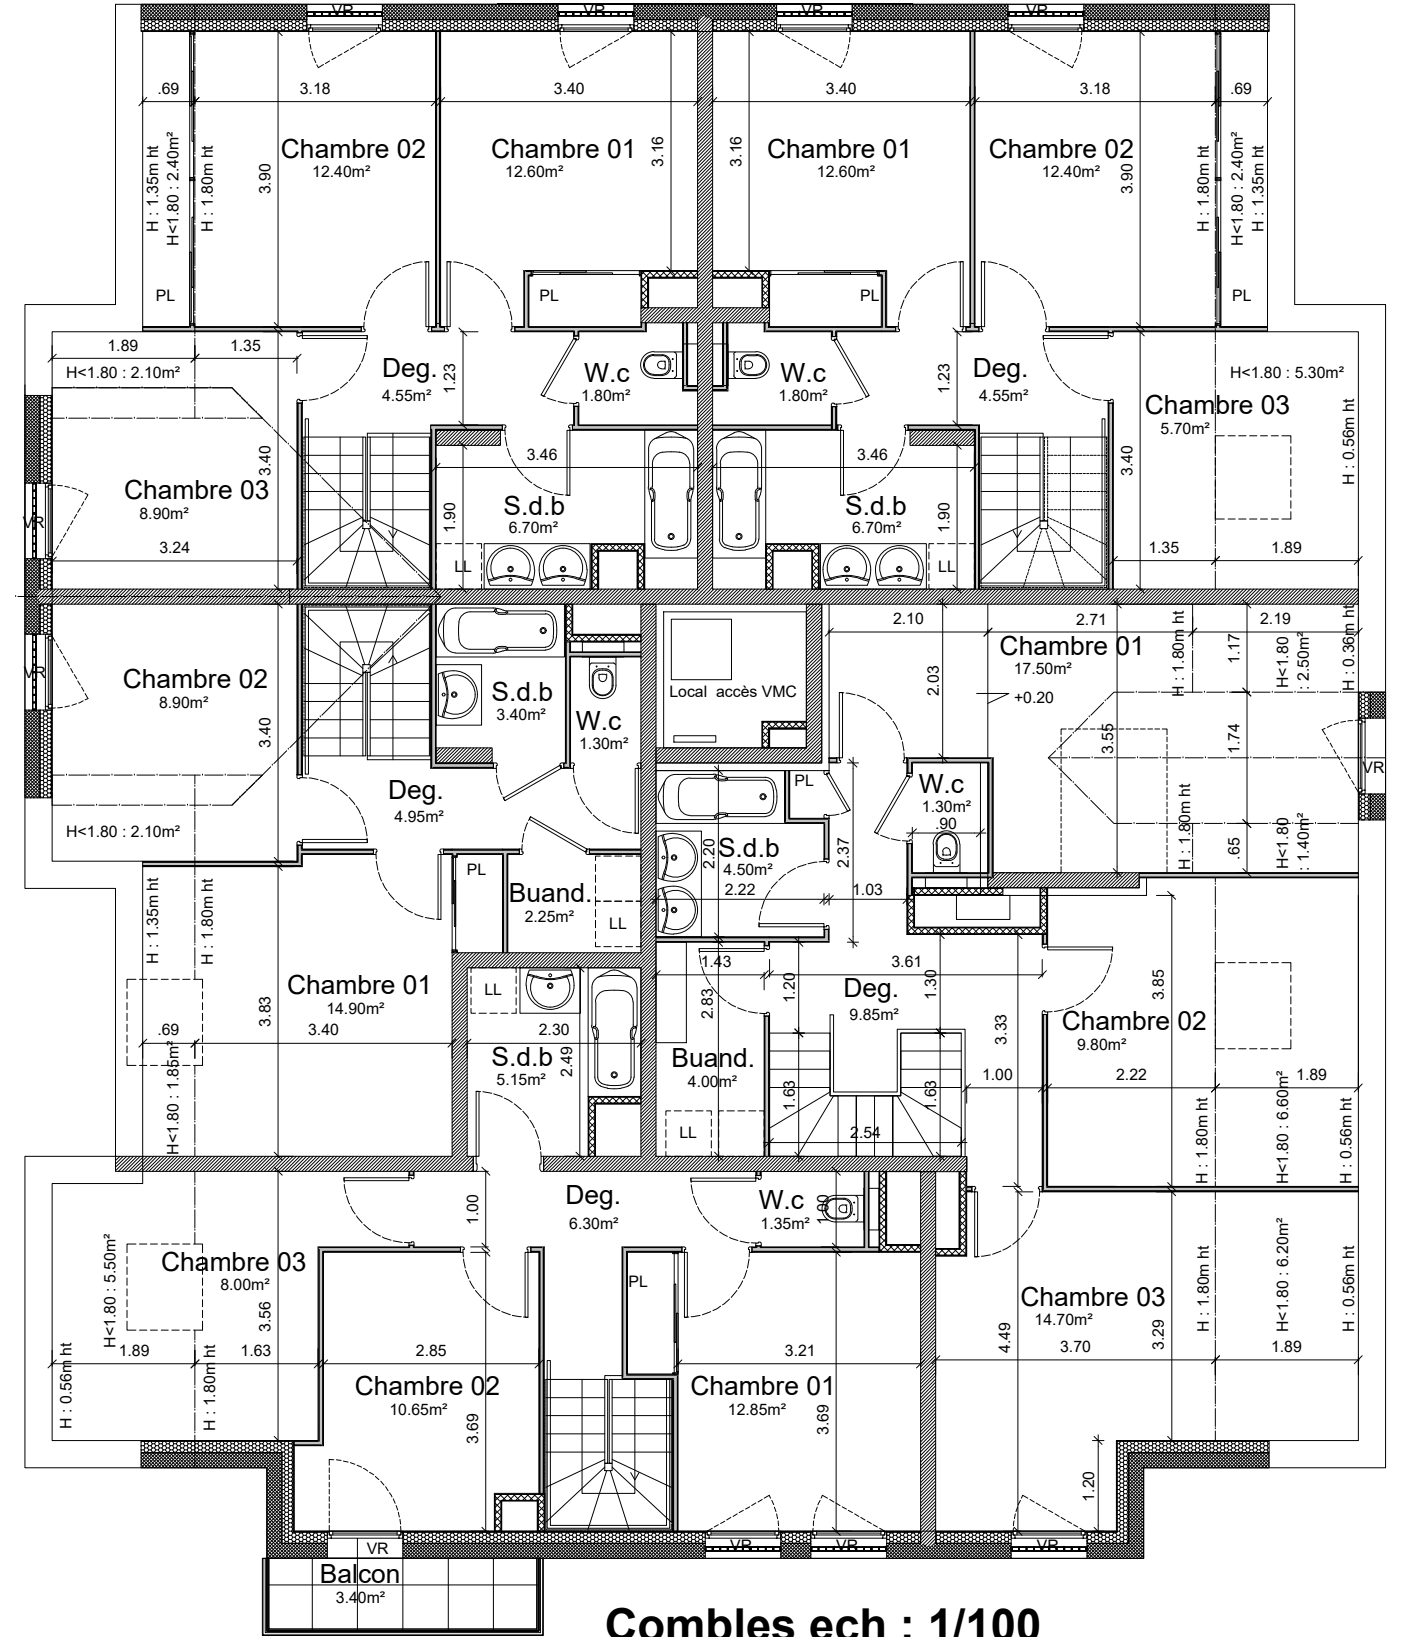 VR
VR
VR
VR
.69
3.18
3.40
3.40
3.18
.69
H : 1.35m ht
H<1.80 : 2.40m²
H : 1.80m ht
3.90
Chambre 02
12.40m²
Chambre 01
12.60m²
3.16
3.16
Chambre 01
12.60m²
Chambre 02
12.40m²
3.90
H : 1.80m ht
H<1.80 : 2.40m²
H : 1.35m ht
PL
PL
PL
PL
1.89
1.35
H<1.80 : 2.10m²
Deg.
4.55m²
1.23
W.c
1.80m²
W.c
1.80m²
1.23
Deg.
4.55m²
H<1.80 : 5.30m²
Chambre 03
5.70m²
H : 0.56m ht
3.40
3.40
Chambre 03
8.90m²
3.24
VR
3.46
3.46
S.d.b
6.70m²
1.90
S.d.b
6.70m²
1.90
LL
LL
1.35
1.89
VR
Chambre 02
8.90m²
3.40
H<1.80 : 2.10m²
S.d.b
3.40m²
W.c
1.30m²
Deg.
4.95m²
Local accès VMC
2.10
2.71
2.19
Chambre 01
17.50m²
+0.20
2.03
H : 1.80m ht
1.17
H<1.80
: 2.50m²
H : 0.36m ht
3.55
1.74
VR
H : 1.80m ht
.65
H<1.80
: 1.40m²
PL
W.c
1.30m²
.90
S.d.b
4.50m²
2.20
2.22
2.37
1.03
PL
Buand.
2.25m²
LL
H : 1.35m ht
H : 1.80m ht
Chambre 01
14.90m²
3.83
.69
3.40
H<1.80 : 1.85m²
LL
2.30
S.d.b
5.15m²
2.49
1.43
3.61
2.83
1.20
Deg.
9.85m²
1.30
3.33
Buand.
4.00m²
LL
1.63
1.63
2.54
1.00
3.85
Chambre 02
9.80m²
2.22
1.89
H : 1.80m ht
H<1.80 : 6.60m²
H : 0.56m ht
Deg.
6.30m²
1.00
W.c
1.35m²
1.00
Chambre 03
8.00m²
H<1.80 : 5.50m²
3.56
1.89
1.63
H : 0.56m ht
H : 1.80m ht
2.85
Chambre 02
10.65m²
3.69
PL
3.21
Chambre 01
12.85m²
3.69
Chambre 03
14.70m²
4.49
3.29
3.70
1.89
H : 1.80m ht
H<1.80 : 6.20m²
H : 0.56m ht
1.20
VR
VR
VR
VR
Balcon
3.40m²
Combles ech : 1/100